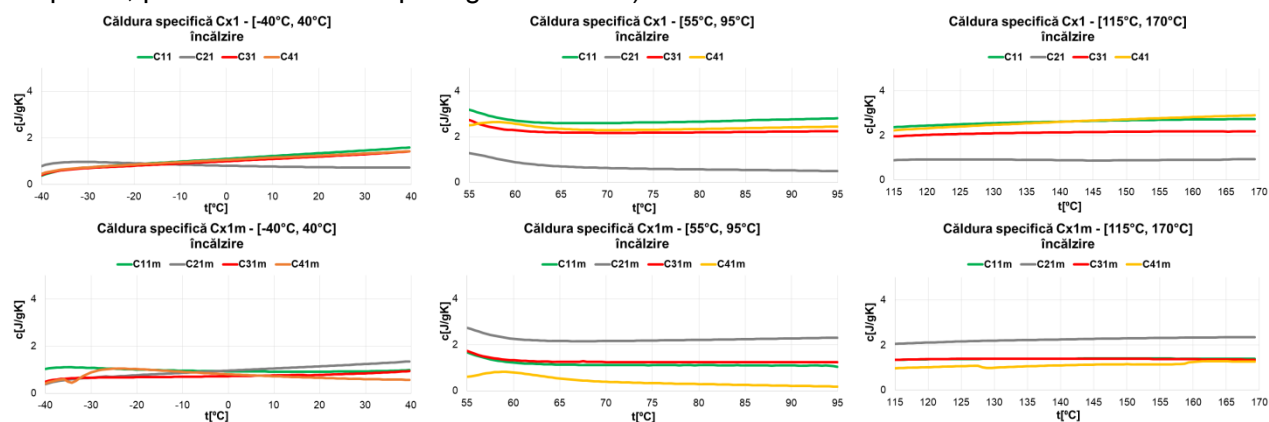 Căldura specifică Cx1 - [-40°C, 40°C]
încălzire
C11 C21 C31 C41
c[J/gK]
4
2
0
-40 -30 -20 -10 0 10 20 30 40
t[°C]
Căldura specifică Cx1 - [55°C, 95°C]
încălzire
C11 C21 C31 C41
c[J/gK]
4
2
0
55 60 65 70 75 80 85 90 95
t[°C]
Căldura specifică Cx1 - [115°C, 170°C]
încălzire
C11 C21 C31 C41
c[J/gK]
4
2
0
115 120 125 130 135 140 145 150 155 160 165 170
t[°C]
Căldura specifică Cx1m - [-40°C, 40°C]
încălzire
C11m C21m C31m C41m
c[J/gK]
4
2
0
-40 -30 -20 -10 0 10 20 30 40
t[°C]
Căldura specifică Cx1m - [55°C, 95°C]
încălzire
C11m C21m C31m C41m
c[J/gK]
4
2
0
55 60 65 70 75 80 85 90 95
t[°C]
Căldura specifică Cx1m - [115°C, 170°C]
încălzire
C11m C21m C31m C41m
c[J/gK]
4
2
0
115 120 125 130 135 140 145 150 155 160 165 170
t[°C]